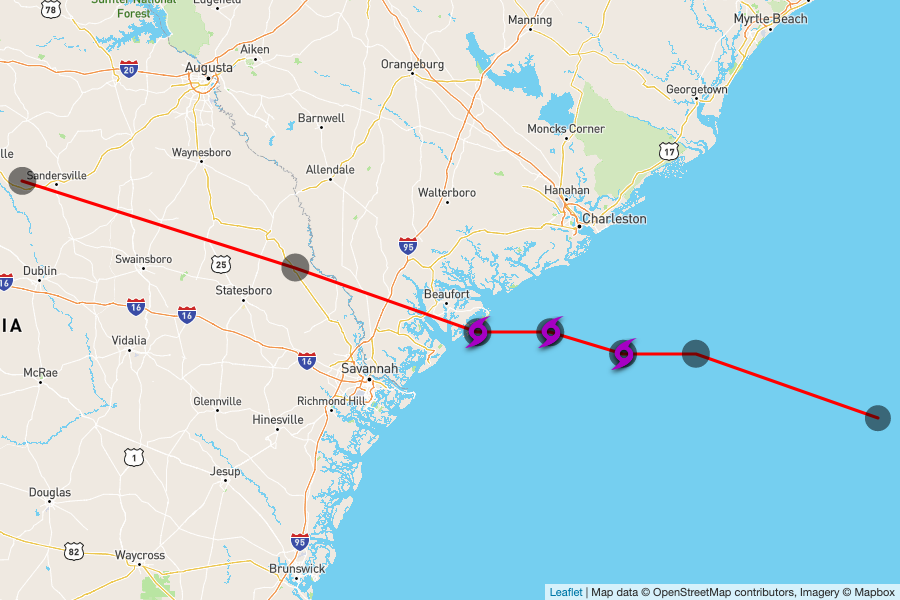 Sumter National
Forest
Edgefield
78
Manning
Myrtle Beach
Aiken
20
Augusta
Orangeburg
Georgetown
Barnwell
Moncks Corner
17
Waynesboro
lle
Sandersville
Allendale
Walterboro
Hanahan
Charleston
95
Swainsboro
25
Dublin
16
Statesboro
Beaufort
16
16
IA
Vidalia
16
Savannah
McRae
Glennville
Richmond Hill
Hinesville
1
Jesup
Douglas
95
82
Waycross
Brunswick
Leaflet | Map data © OpenStreetMap contributors, Imagery © Mapbox